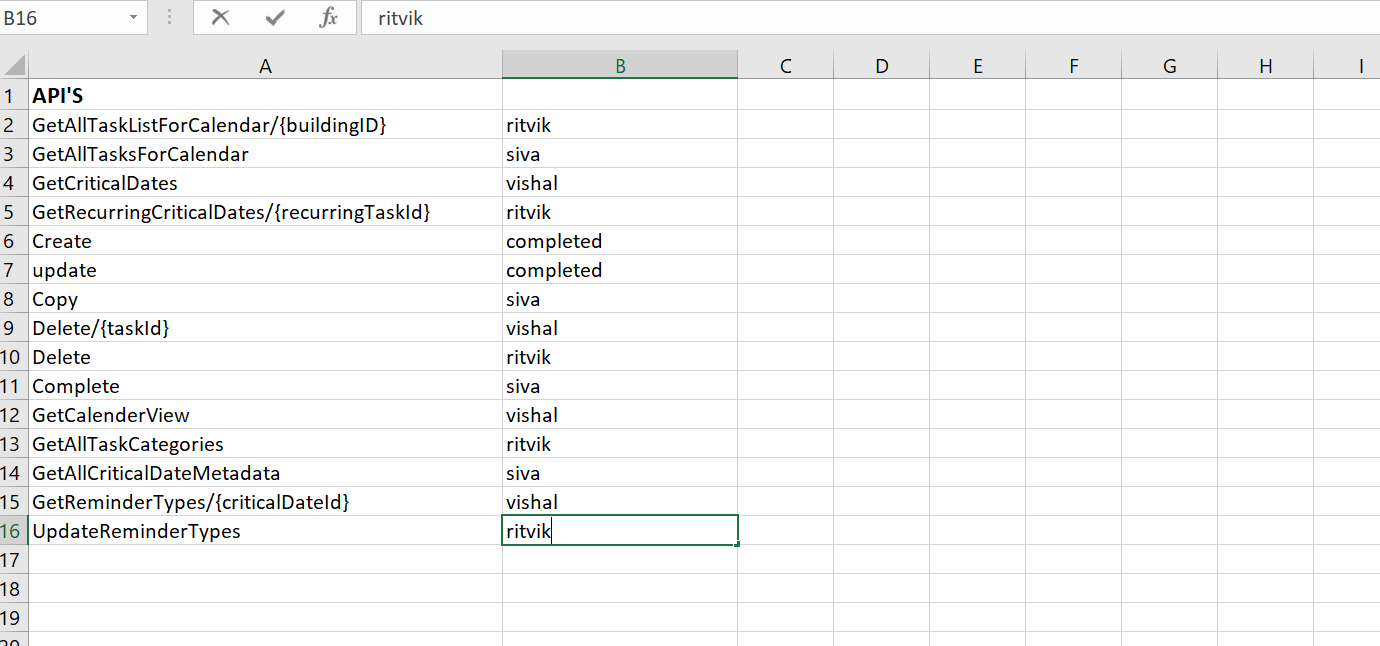 B16 fx ritvik
A B C D E F G H I
1 API'S
2 GetAllTaskListForCalendar/{buildingID} ritvik
3 GetAllTasksForCalendar siva
4 GetCriticalDates vishal
5 GetRecurringCriticalDates/{recurringTaskId} ritvik
6 Create completed
7 update completed
8 Copy siva
9 Delete/{taskId} vishal
10 Delete ritvik
11 Complete siva
12 GetCalenderView vishal
13 GetAllTaskCategories ritvik
14 GetAllCriticalDateMetadata siva
15 GetReminderTypes/{criticalDateId} vishal
16 UpdateReminderTypes ritvik
17
18
19
20